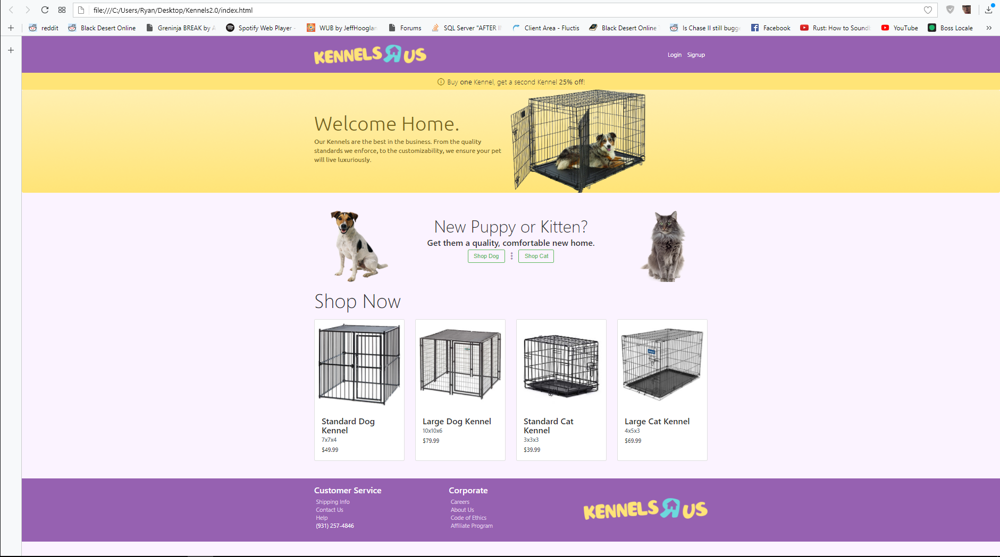 file:///C:/Users/Ryan/Desktop/Kennels2.0/index.html
reddit Black Desert Online Greninja BREAK by A Spotify Web Player - WUB by JeffHooglan Forums SQL Server "AFTER I Client Area - Fluctis Black Desert Online Is Chase II still bugge Facebook Rust: How to Sound YouTube Boss Locale
KENNELS R US
Login Signup
Buy one Kennel, get a second Kennel 25% off!
Welcome Home.
Our Kennels are the best in the business. From the quality
standards we enforce, to the customizability, we ensure your pet
will live luxuriously.
New Puppy or Kitten?
Get them a quality, comfortable new home.
Shop Dog Shop Cat
Shop Now
Standard Dog
Kennel
7x7x4
$49.99
Large Dog Kennel
10x10x6
$79.99
Standard Cat
Kennel
3x3x3
$39.99
Large Cat Kennel
4x5x3
$69.99
Customer Service
Shipping Info
Contact Us
Help
(931) 257-4846
Corporate
Careers
About Us
Code of Ethics
Affiliate Program
KENNELS R US